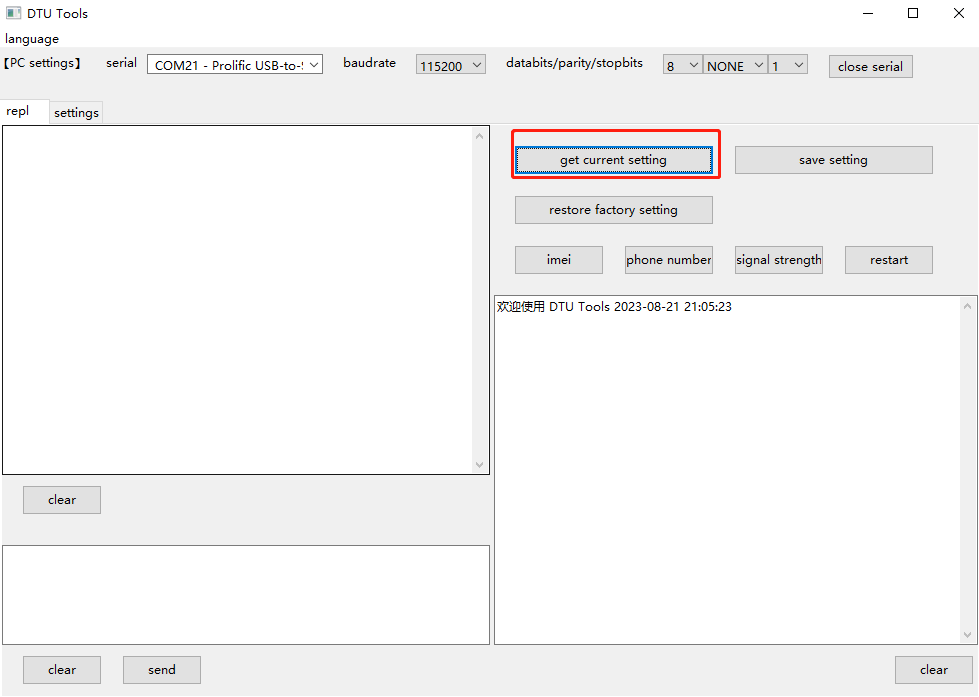 DTU Tools
language
【PC settings】 serial COM21 - Prolific USB-to-S baudrate 115200 databits/parity/stopbits 8 NONE 1 close serial
repl settings
get current setting save setting
restore factory setting
imei phone number signal strength restart
欢迎使用 DTU Tools 2023-08-21 21:05:23
clear
clear send clear